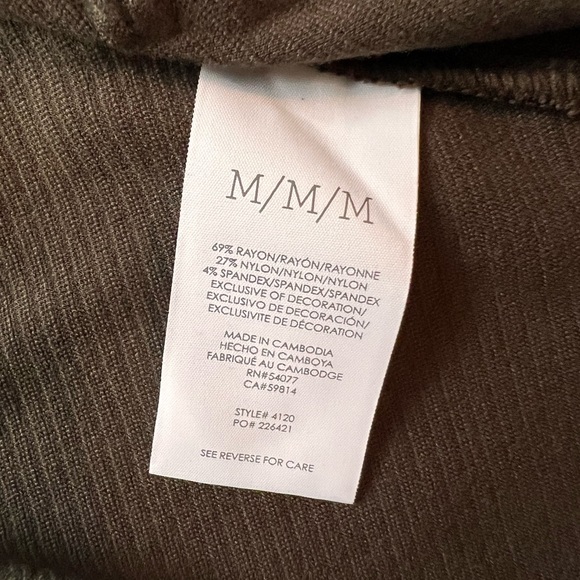 M/M/M
69% RAYON/RAYÓN/RAYONNE
27% NYLON/NYLON/NYLON
4% SPANDEX/SPANDEX/SPANDEX
EXCLUSIVE OF DECORATION/
EXCLUSIVO DE DECORACIÓN/
EXCLUSIVITE DE DÉCORATION
MADE IN CAMBODIA
HECHO EN CAMBOYA
FABRIQUÉ AU CAMBODGE
RN#54077
CA#59814
STYLE# 4120
PO# 226421
SEE REVERSE FOR CARE